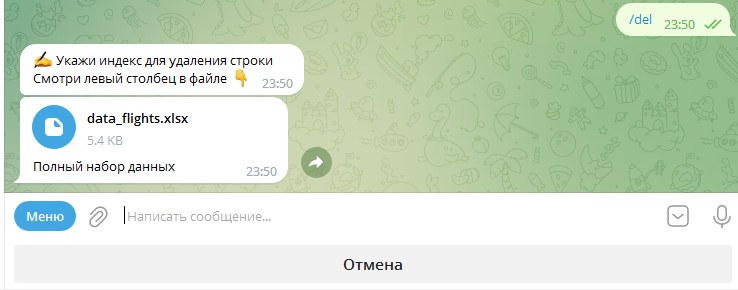 /del 23:50
✍ Укажи индекс для удаления строки
Смотри левый столбец в файле 👇 23:50
data_flights.xlsx
5.4 KB
Полный набор данных 23:50
Меню Написать сообщение...
Отмена